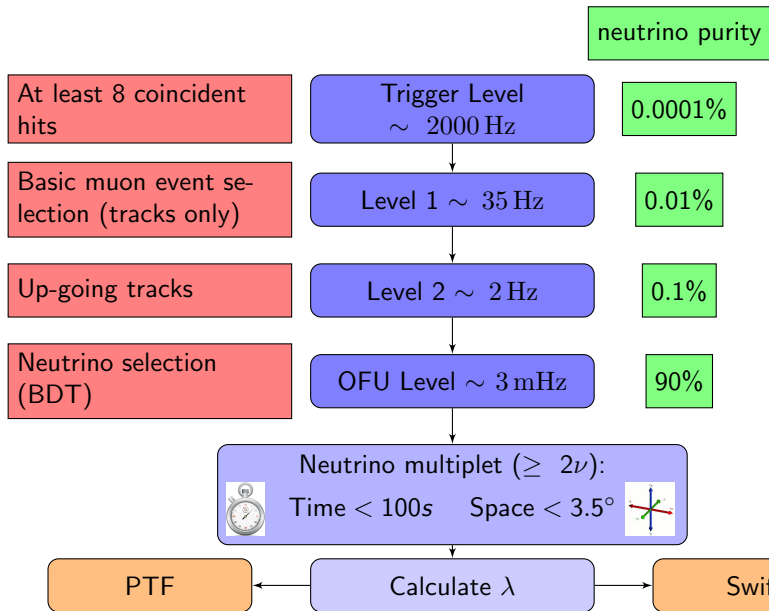 neutrino purity
At least 8 coincident
hits
Trigger Level
∼ 2000 Hz
0.0001%
Basic muon event se-
lection (tracks only)
Level 1 ∼ 35 Hz
0.01%
Up-going tracks
Level 2 ∼ 2 Hz
0.1%
Neutrino selection
(BDT)
OFU Level ∼ 3 mHz
90%
Neutrino multiplet (≥ 2ν):
Time < 100s Space < 3.5°
PTF
Calculate λ